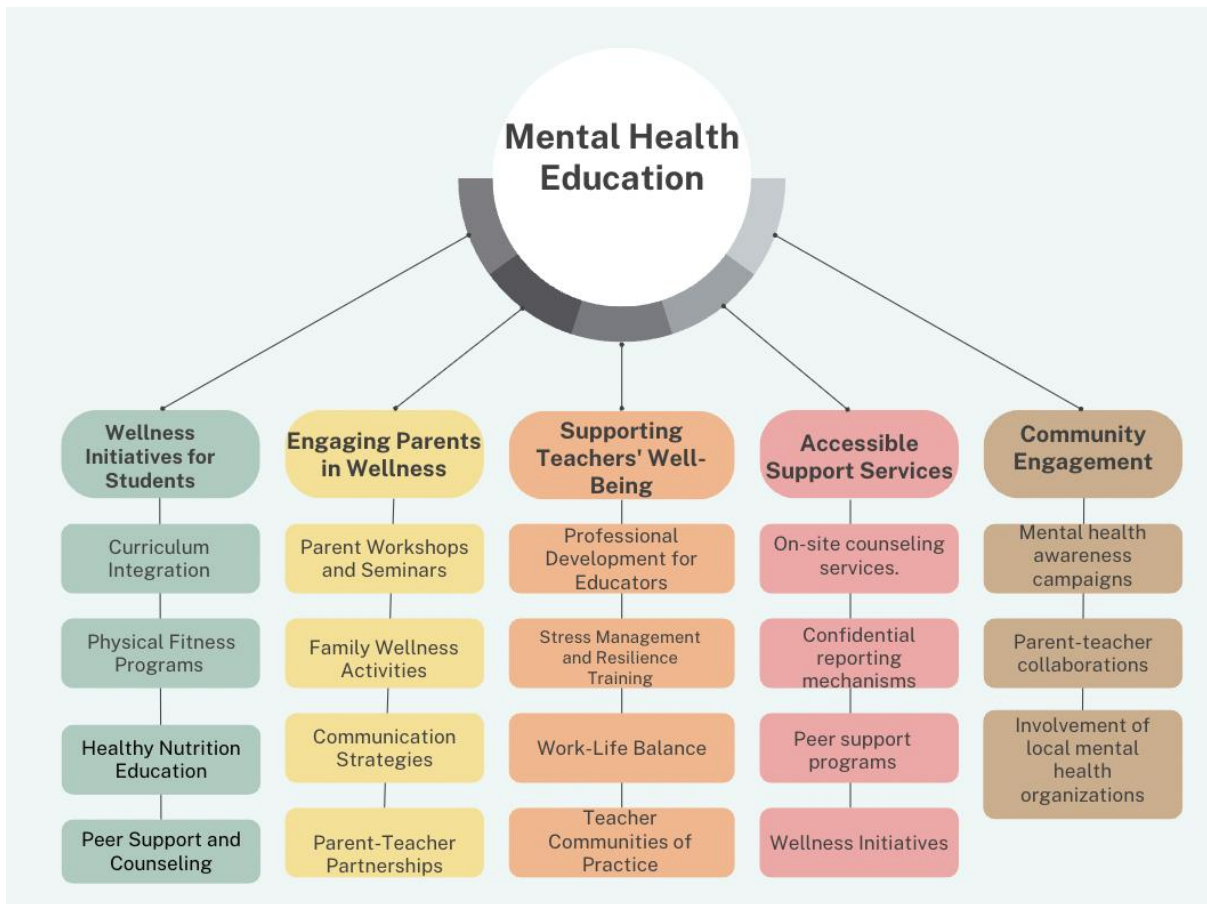 Mental Health
Education
Wellness
Initiatives for
Students
Curriculum
Integration
Physical Fitness
Programs
Healthy Nutrition
Education
Peer Support and
Counseling
Engaging Parents
in Wellness
Parent Workshops
and Seminars
Family Wellness
Activities
Communication
Strategies
Parent-Teacher
Partnerships
Supporting
Teachers' Well-
Being
Professional
Development for
Educators
Stress Management
and Resilience
Training
Work-Life Balance
Teacher
Communities of
Practice
Accessible
Support Services
On-site counseling
services.
Confidential
reporting
mechanisms
Peer support
programs
Wellness Initiatives
Community
Engagement
Mental health
awareness
campaigns
Parent-teacher
collaborations
Involvement of
local mental
health
organizations